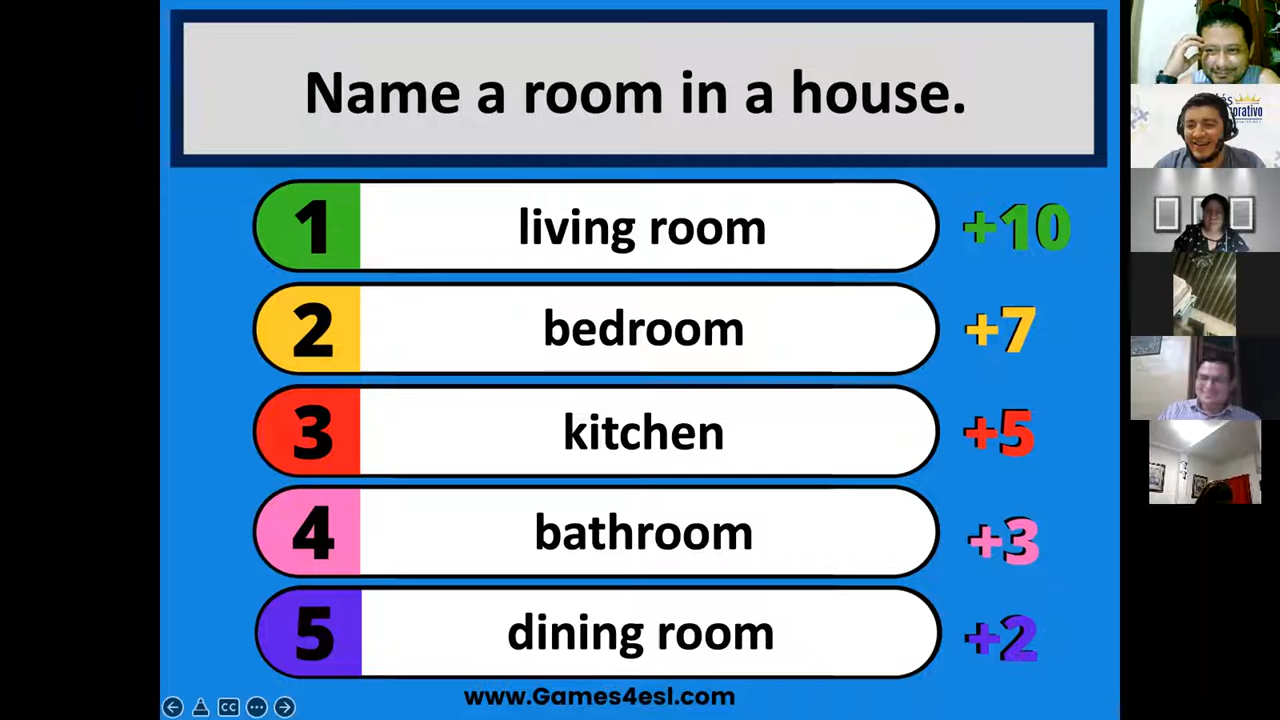 Name a room in a house.
1 living room +10
2 bedroom +7
3 kitchen +5
4 bathroom +3
5 dining room +2
www.Games4esl.com
CC